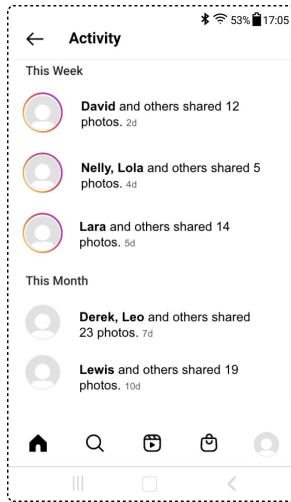 53% 17:05
Activity
This Week
David and others shared 12
photos. 2d
Nelly, Lola and others shared 5
photos. 4d
Lara and others shared 14
photos. 5d
This Month
Derek, Leo and others shared
23 photos. 7d
Lewis and others shared 19
photos. 10d